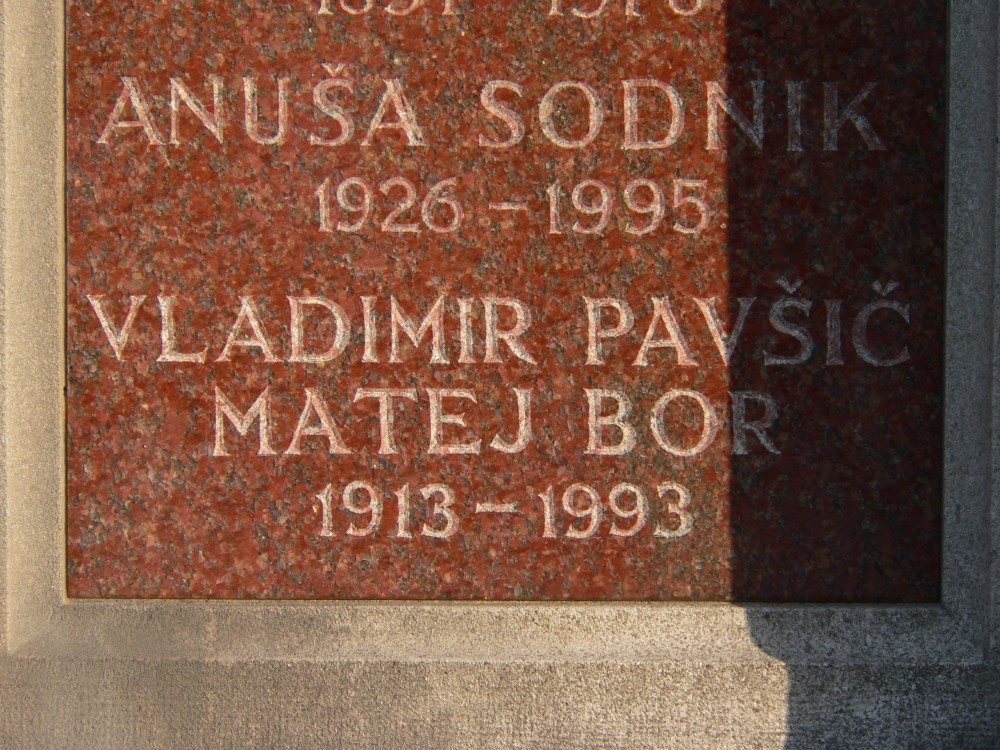 ANUŠA SODNIK
1926 – 1995
VLADIMIR PAVŠIČ
MATEJ BOR
1913 – 1993